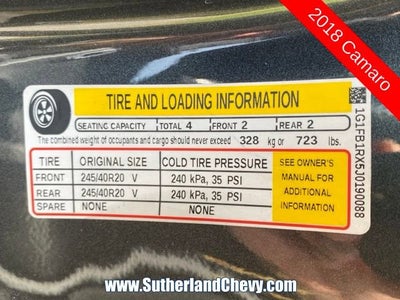 2018 Camaro
TIRE AND LOADING INFORMATION
SEATING CAPACITY TOTAL 4 FRONT 2 REAR 2
The combined weight of occupants and cargo should never exceed 328 kg or 723 lbs.
TIRE ORIGINAL SIZE COLD TIRE PRESSURE
FRONT 245/40R20 V 240 kPa, 35 PSI
REAR 245/40R20 V 240 kPa, 35 PSI
SPARE NONE NONE
SEE OWNER'S
MANUAL FOR
ADDITIONAL
INFORMATION
1G1FB1RX5J0190088
www.SutherlandChevy.com